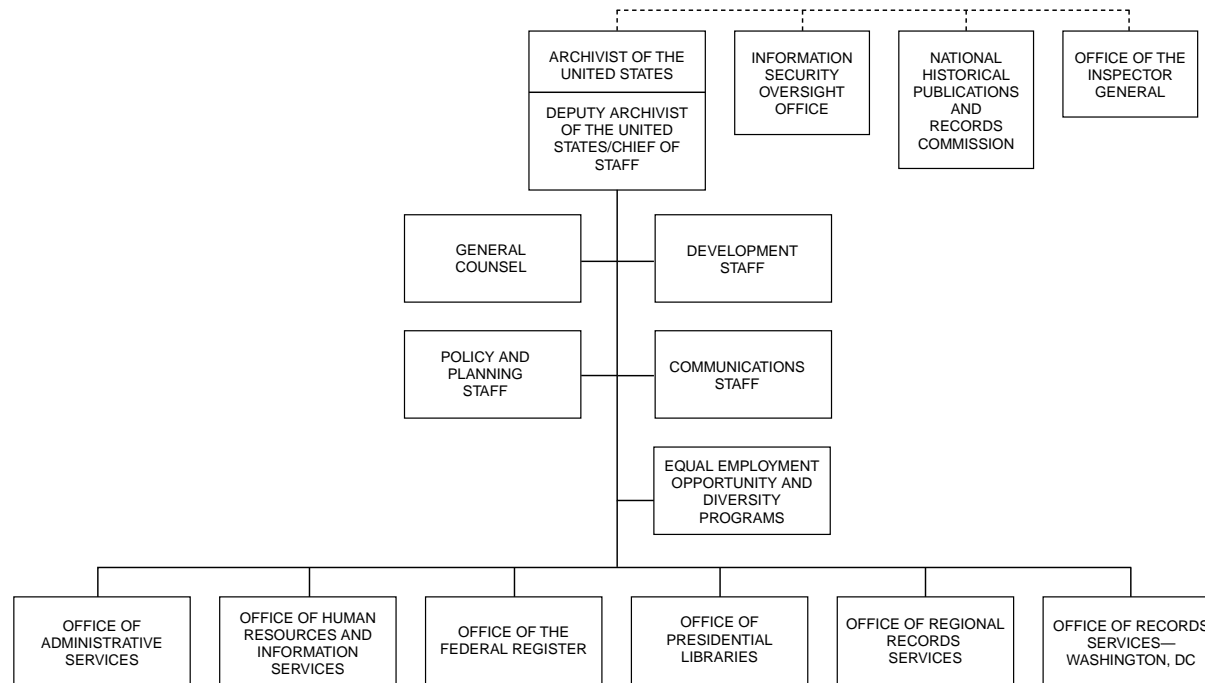 ARCHIVIST OF THE
UNITED STATES
DEPUTY ARCHIVIST
OF THE UNITED
STATES/CHIEF OF
STAFF
INFORMATION
SECURITY
OVERSIGHT
OFFICE
NATIONAL
HISTORICAL
PUBLICATIONS
AND
RECORDS
COMMISSION
OFFICE OF THE
INSPECTOR
GENERAL
GENERAL
COUNSEL
DEVELOPMENT
STAFF
POLICY AND
PLANNING
STAFF
COMMUNICATIONS
STAFF
EQUAL EMPLOYMENT
OPPORTUNITY AND
DIVERSITY
PROGRAMS
OFFICE OF
ADMINISTRATIVE
SERVICES
OFFICE OF HUMAN
RESOURCES AND
INFORMATION
SERVICES
OFFICE OF THE
FEDERAL REGISTER
OFFICE OF
PRESIDENTIAL
LIBRARIES
OFFICE OF REGIONAL
RECORDS
SERVICES
OFFICE OF RECORDS
SERVICES—
WASHINGTON, DC